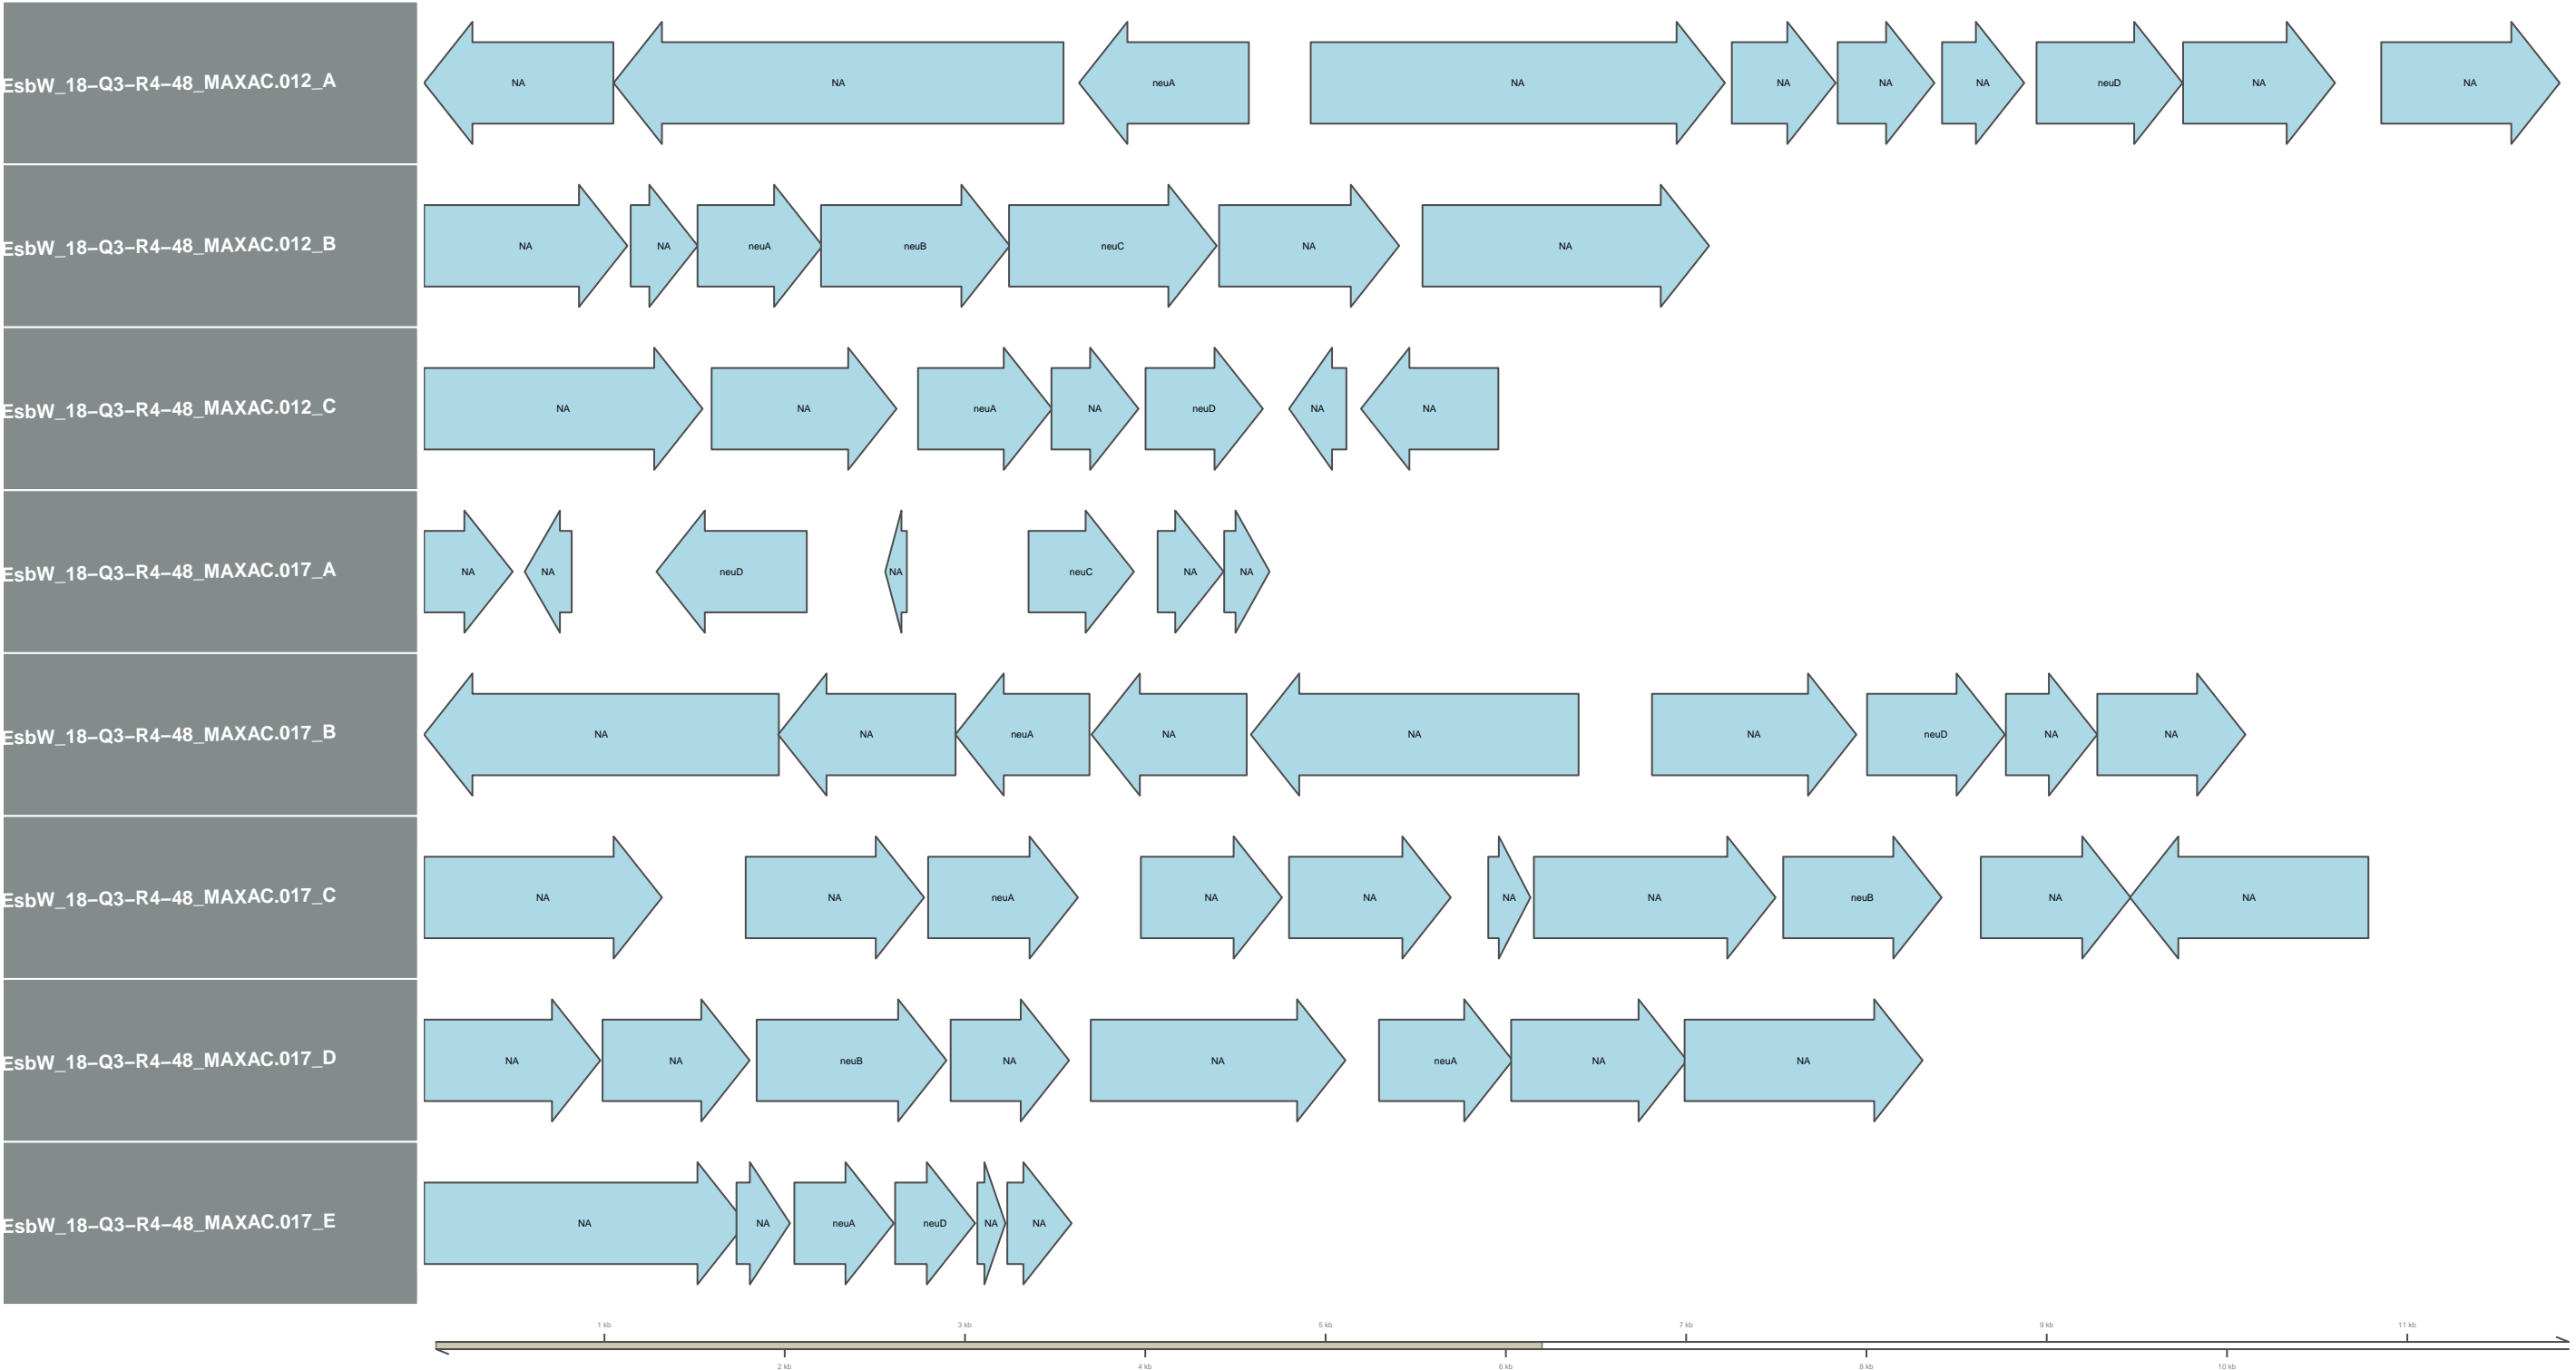 EsbW_18-Q3-R4-48_MAXAC.012_A
NA NA neuA NA NA NA NA neuD NA NA
EsbW_18-Q3-R4-48_MAXAC.012_B
NA NA neuA neuB neuC NA NA
EsbW_18-Q3-R4-48_MAXAC.012_C
NA NA neuA NA neuD NA NA
EsbW_18-Q3-R4-48_MAXAC.017_A
NA NA neuD NA neuC NA NA
EsbW_18-Q3-R4-48_MAXAC.017_B
NA NA neuA NA NA NA neuD NA NA
EsbW_18-Q3-R4-48_MAXAC.017_C
NA NA neuA NA NA NA NA neuB NA NA
EsbW_18-Q3-R4-48_MAXAC.017_D
NA NA neuB NA NA neuA NA NA
EsbW_18-Q3-R4-48_MAXAC.017_E
NA NA neuA neuD NA NA
1 kb 3 kb 5 kb 7 kb 9 kb 11 kb
2 kb 4 kb 6 kb 8 kb 10 kb